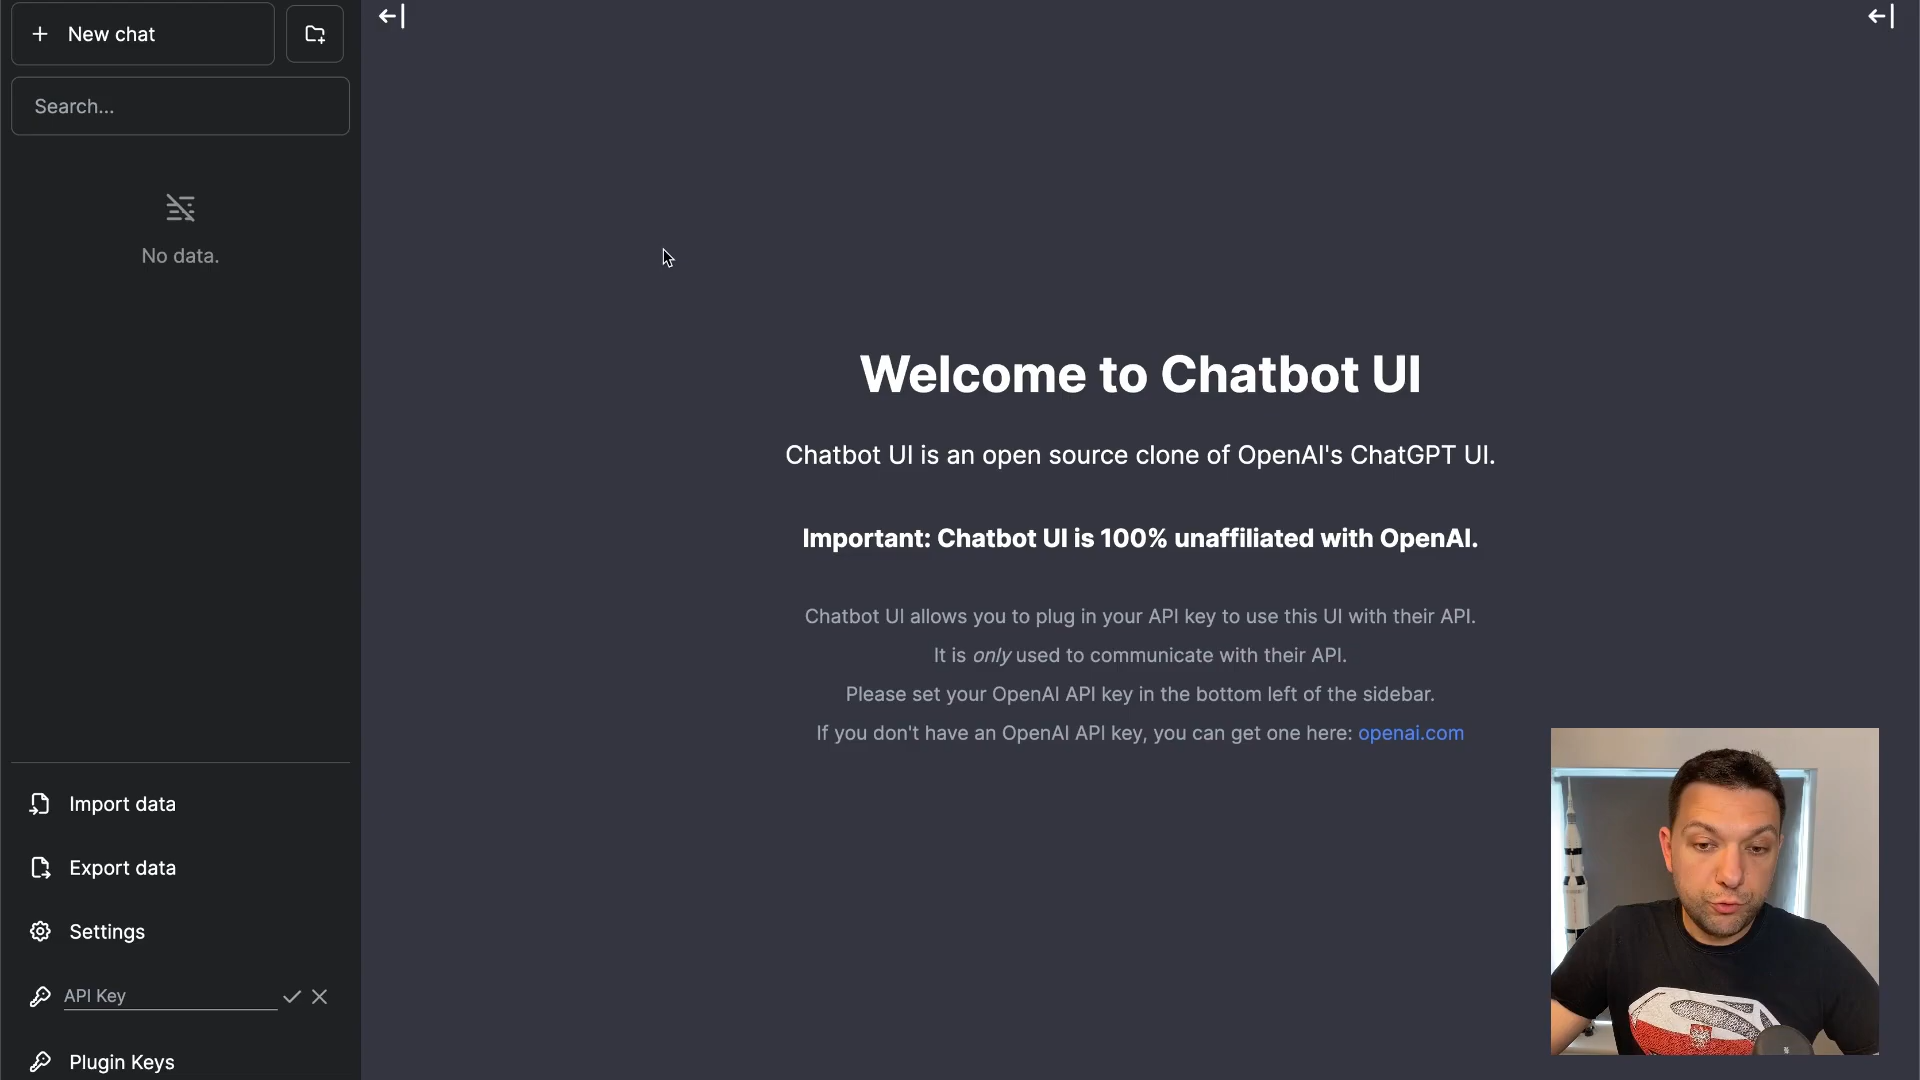 New chat
Search...
No data.
Welcome to Chatbot UI
Chatbot UI is an open source clone of OpenAI's ChatGPT UI.
Important: Chatbot UI is 100% unaffiliated with OpenAI.
Chatbot UI allows you to plug in your API key to use this UI with their API.
It is only used to communicate with their API.
Please set your OpenAI API key in the bottom left of the sidebar.
If you don't have an OpenAI API key, you can get one here: openai.com
Import data
Export data
Settings
API Key
Plugin Keys